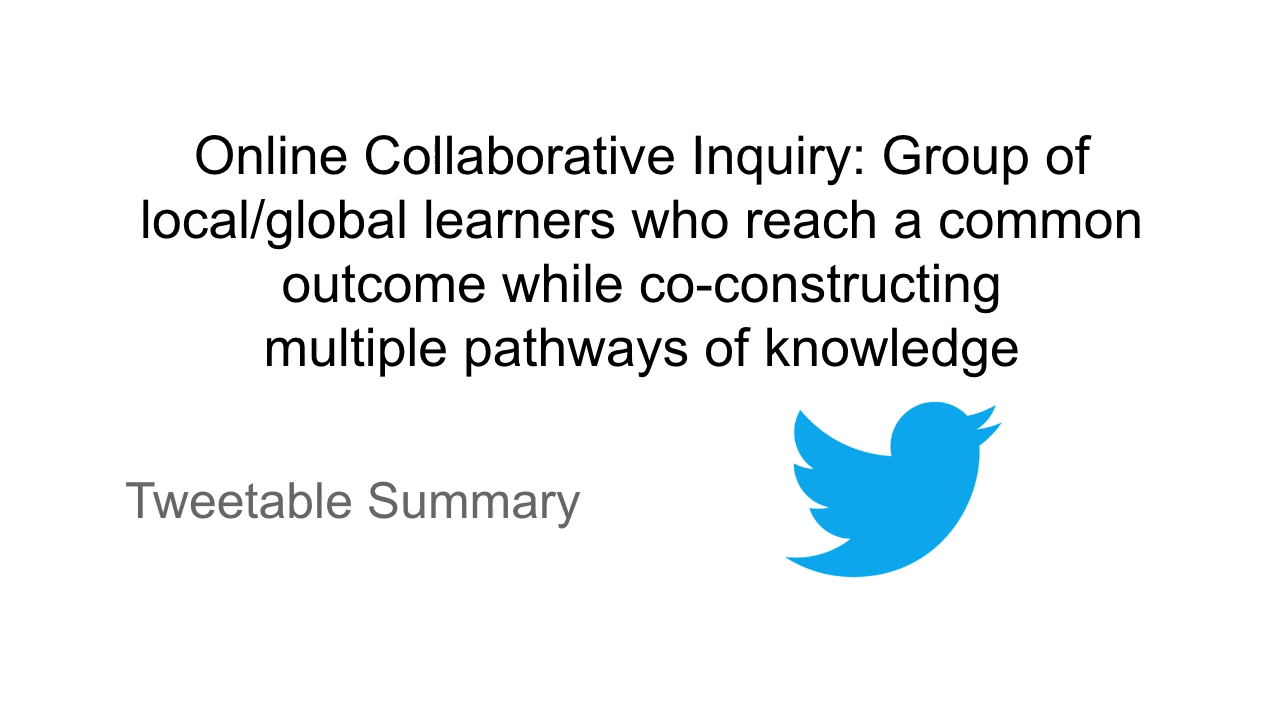 Online Collaborative Inquiry: Group of
local/global learners who reach a common
outcome while co-constructing
multiple pathways of knowledge
Tweetable Summary